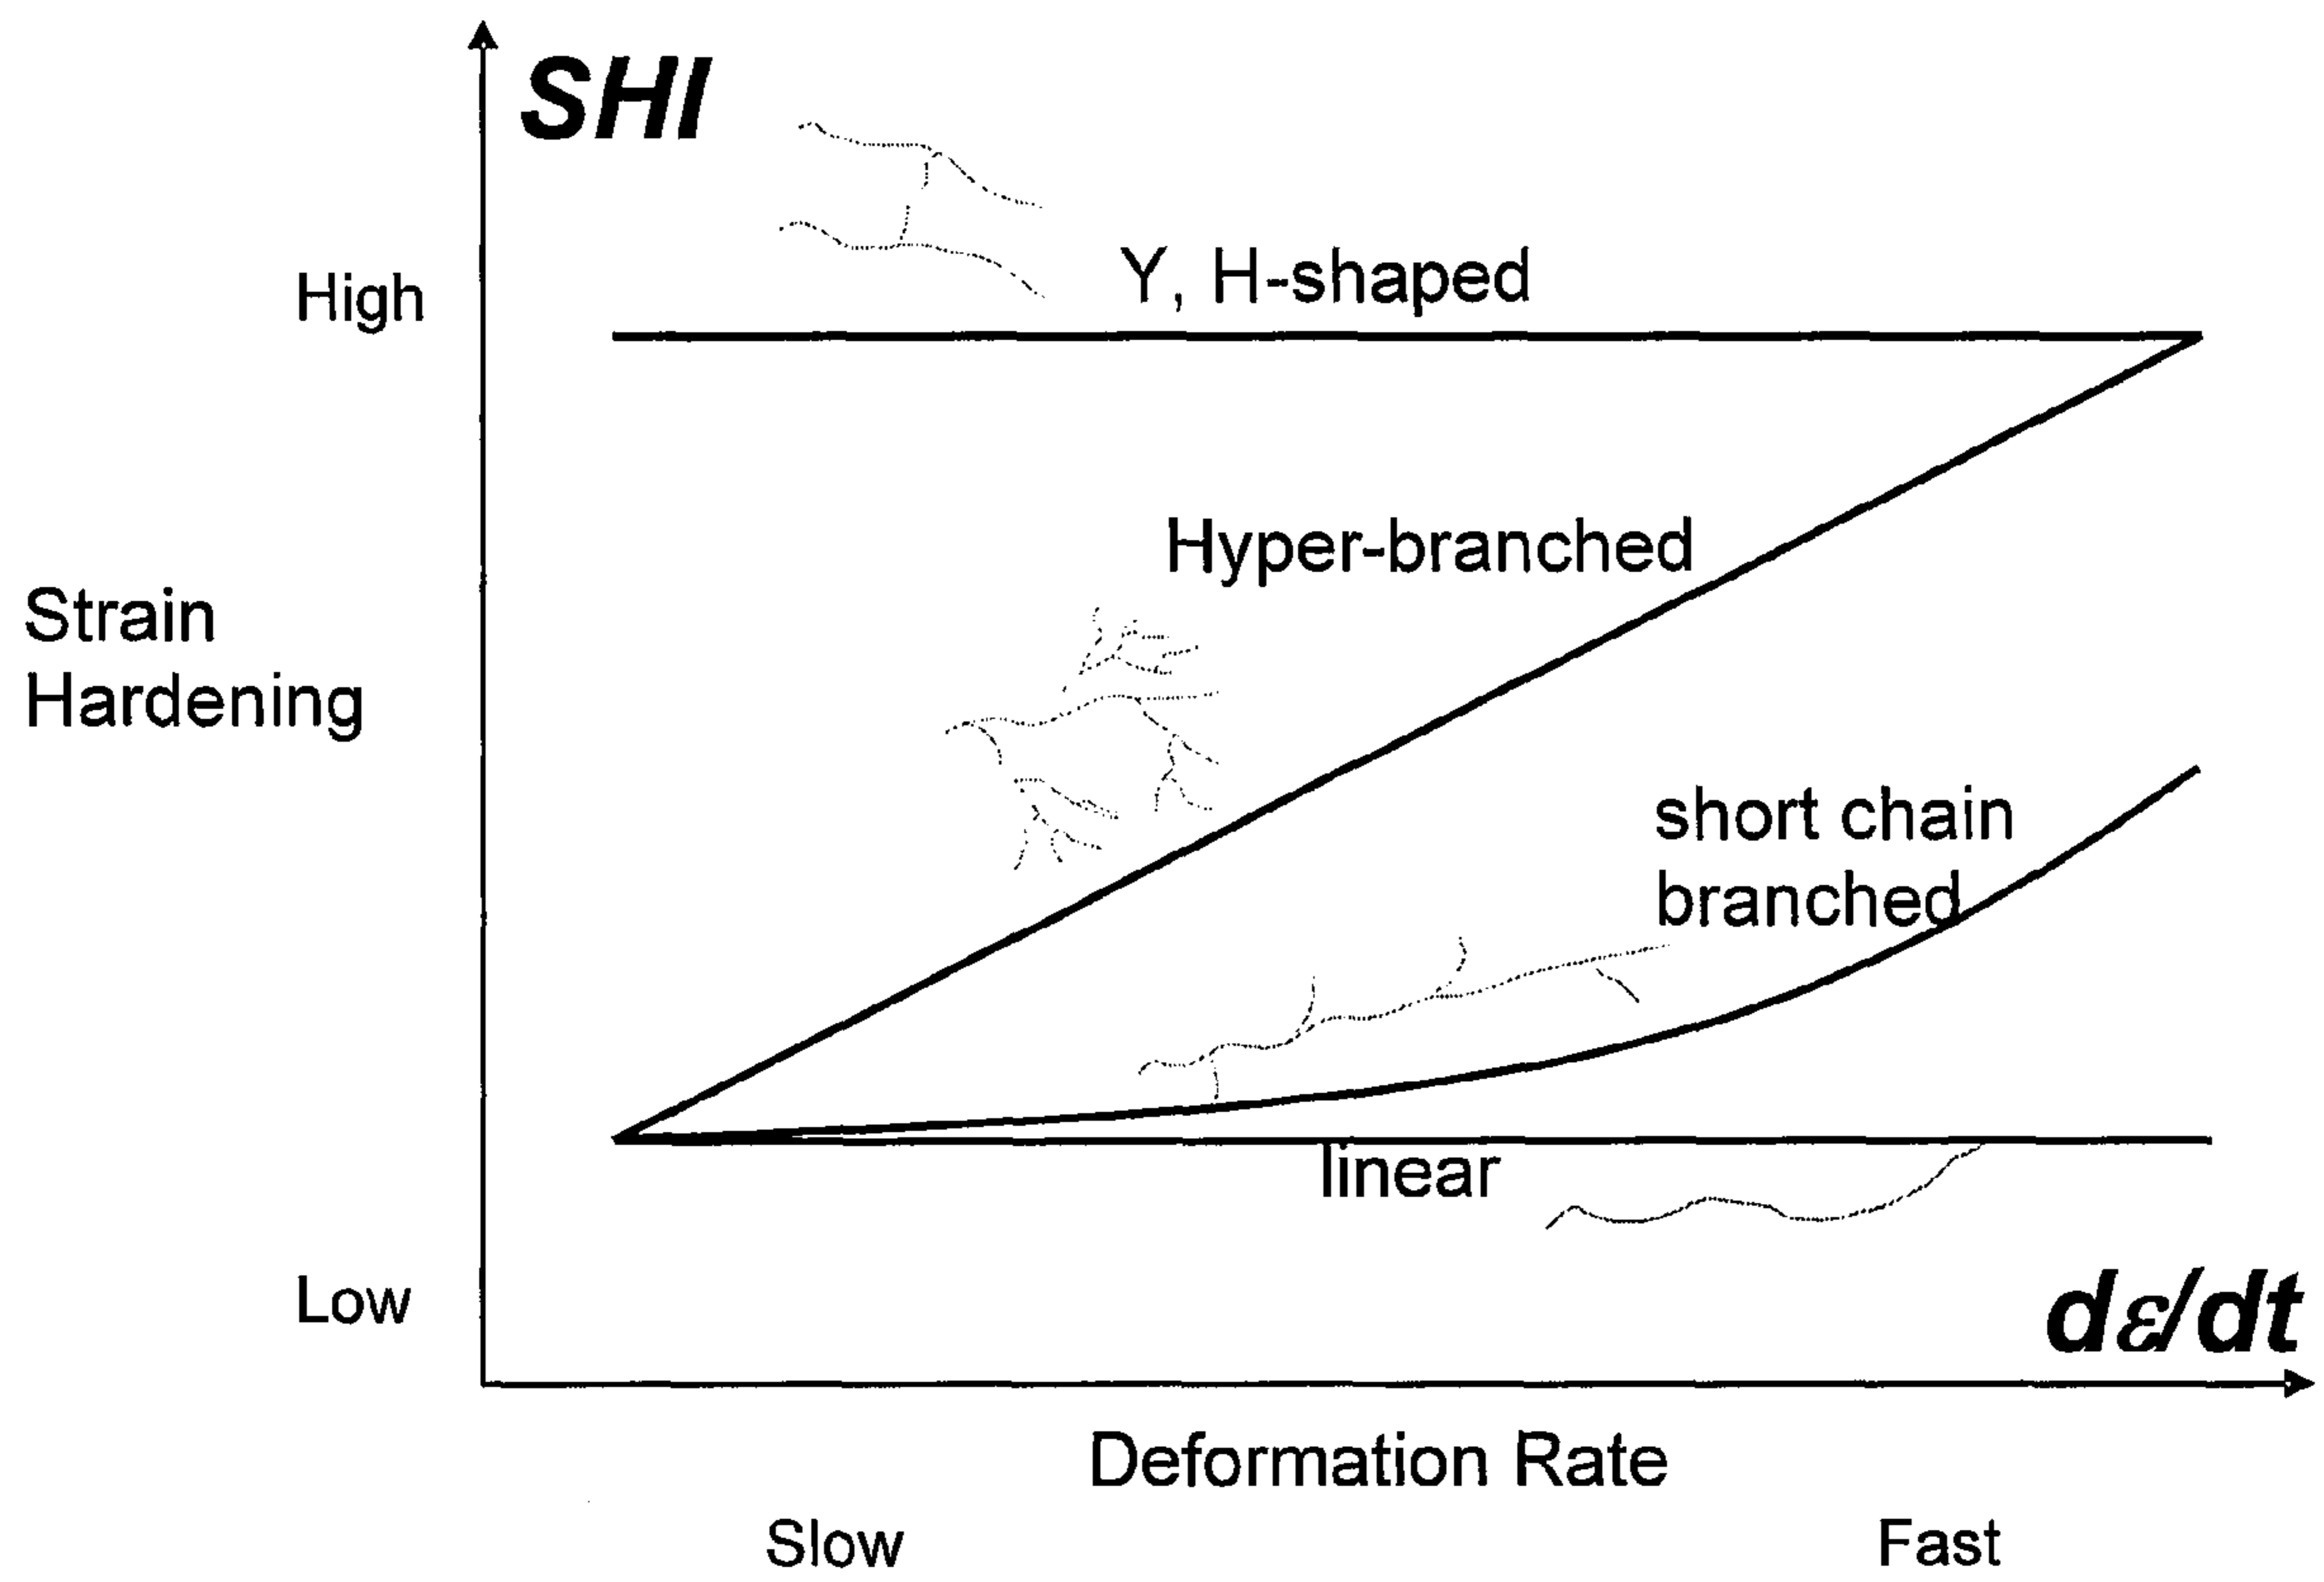 SHI
High
Y, H-shaped
Hyper-branched
Strain
Hardening
short chain
branched
linear
Low
dε/dt
Deformation Rate
Slow
Fast